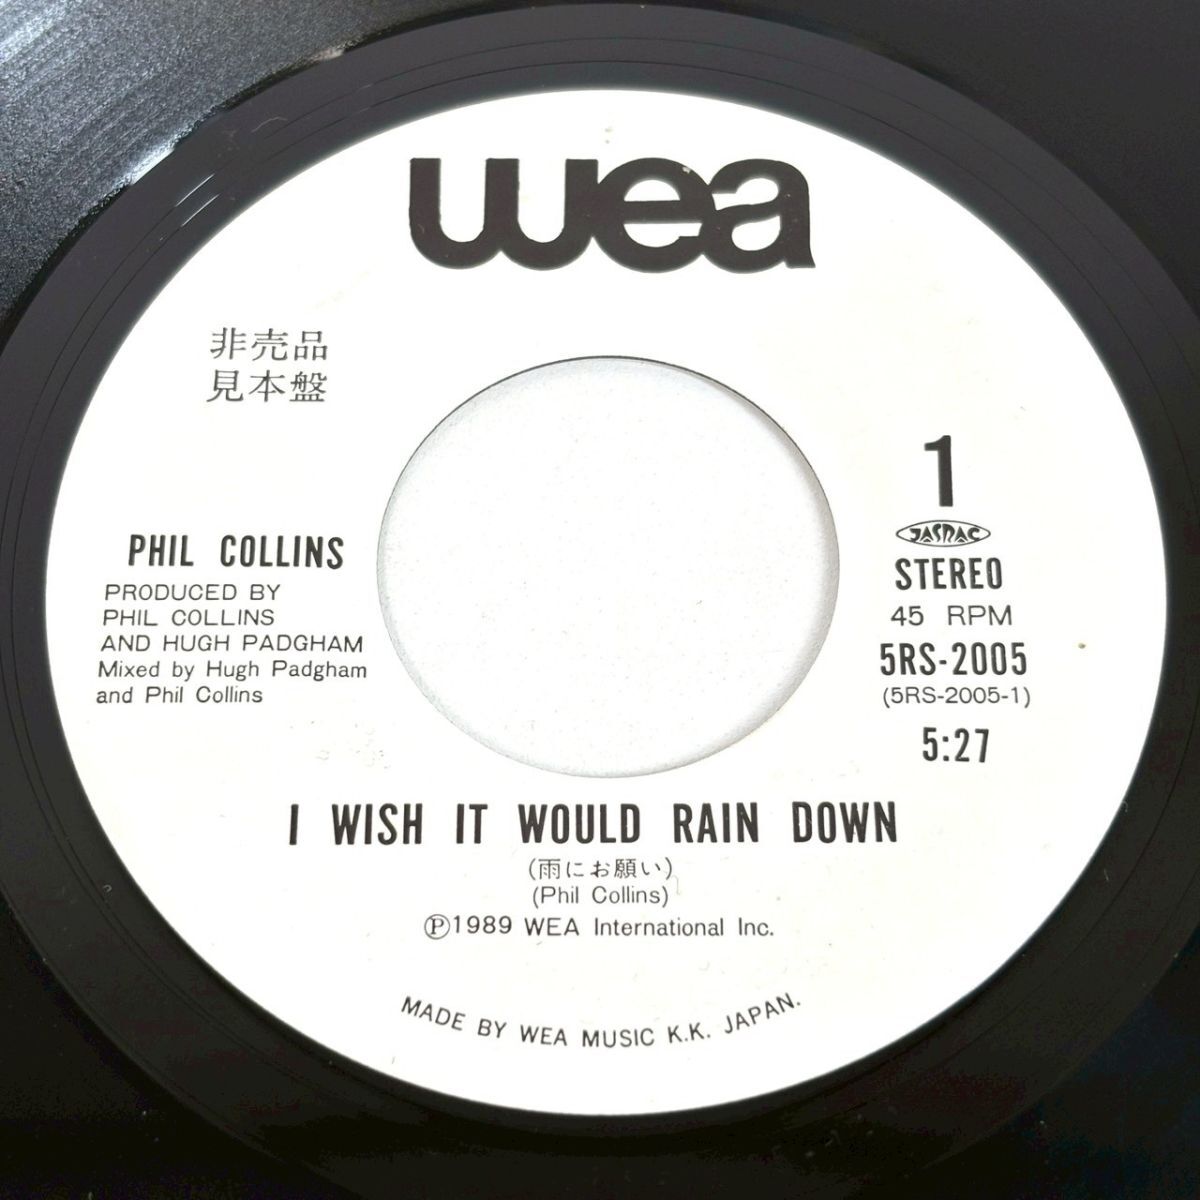 wea
非売品
見本盤
1
JASRAC
STEREO
45 RPM
5RS-2005
(5RS-2005-1)
5:27
PHIL COLLINS
PRODUCED BY
PHIL COLLINS
AND HUGH PADGHAM
Mixed by Hugh Padgham
and Phil Collins
I WISH IT WOULD RAIN DOWN
(雨にお願い)
(Phil Collins)
Ⓟ1989 WEA International Inc.
MADE BY WEA MUSIC K.K. JAPAN.